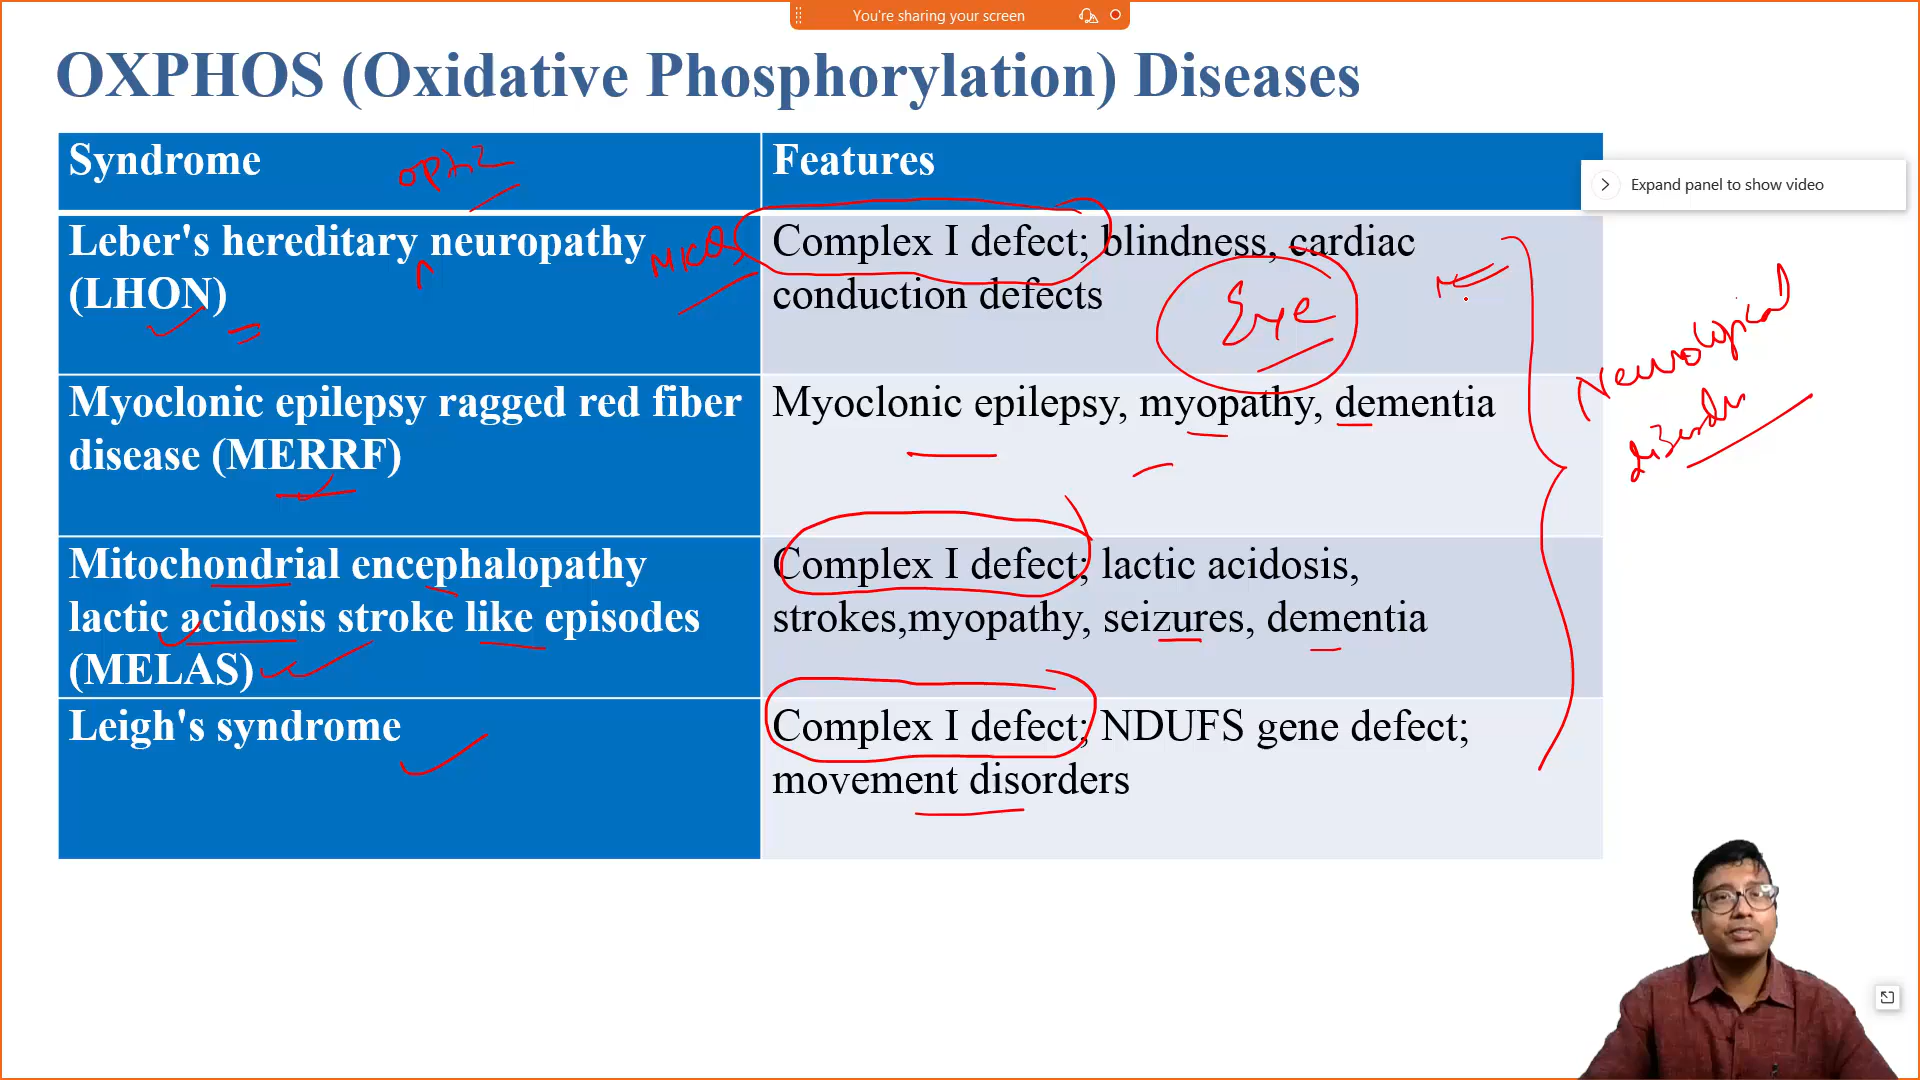 You're sharing your screen
OXPHOS (Oxidative Phosphorylation) Diseases
Syndrome
Features
Expand panel to show video
Leber's hereditary neuropathy
(LHON)
MCQs
Complex I defect; blindness, cardiac
conduction defects
Eye
Neurological
Myoclonic epilepsy ragged red fiber
disease (MERRF)
Myoclonic epilepsy, myopathy, dementia
Mitochondrial encephalopathy
lactic acidosis stroke like episodes
(MELAS)
Complex I defect; lactic acidosis,
strokes,myopathy, seizures, dementia
Leigh's syndrome
Complex I defect; NDUFS gene defect;
movement disorders